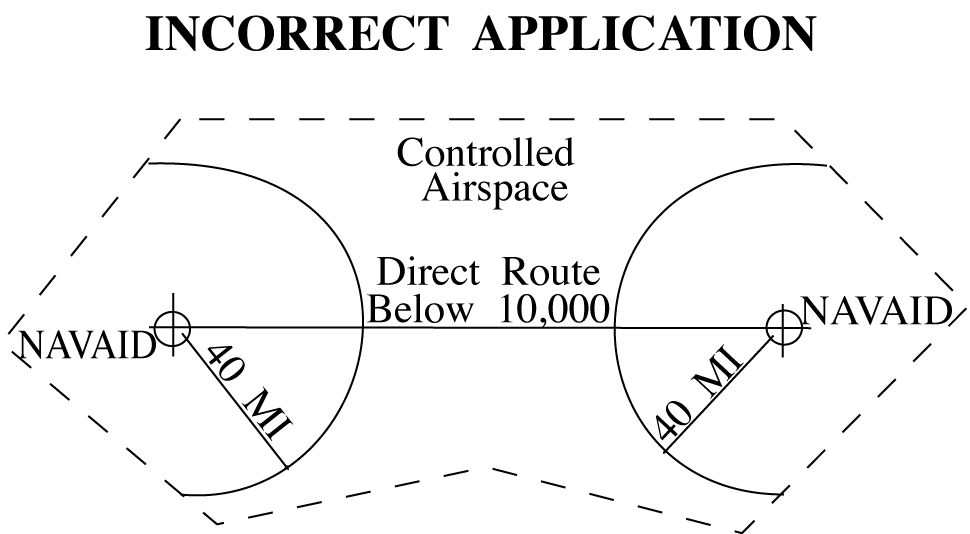 INCORRECT APPLICATION
Controlled
Airspace
Direct Route
Below 10,000
NAVAID
NAVAID
40 MI
40 MI